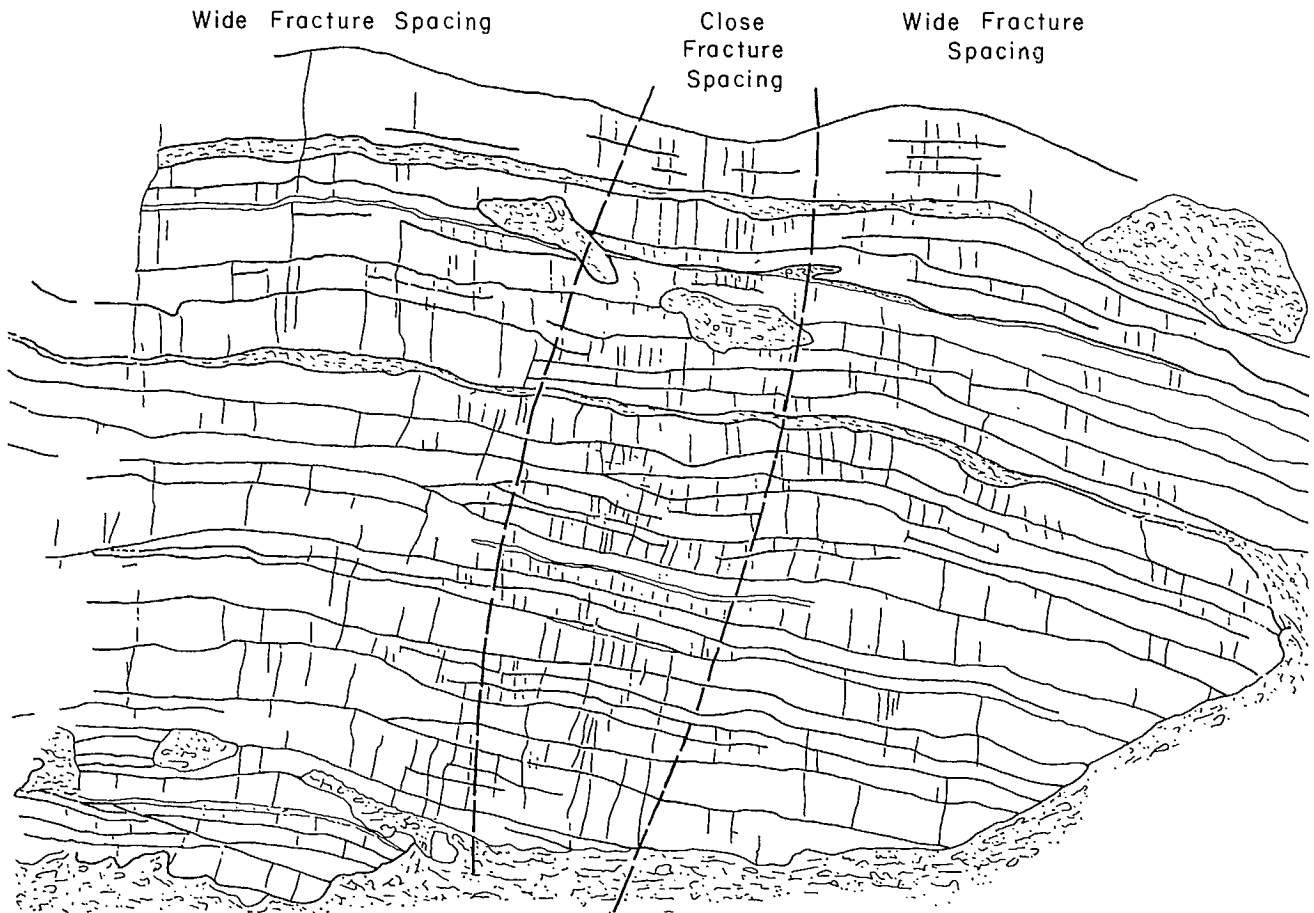 Wide Fracture Spacing
Close
Fracture
Spacing
Wide Fracture
Spacing